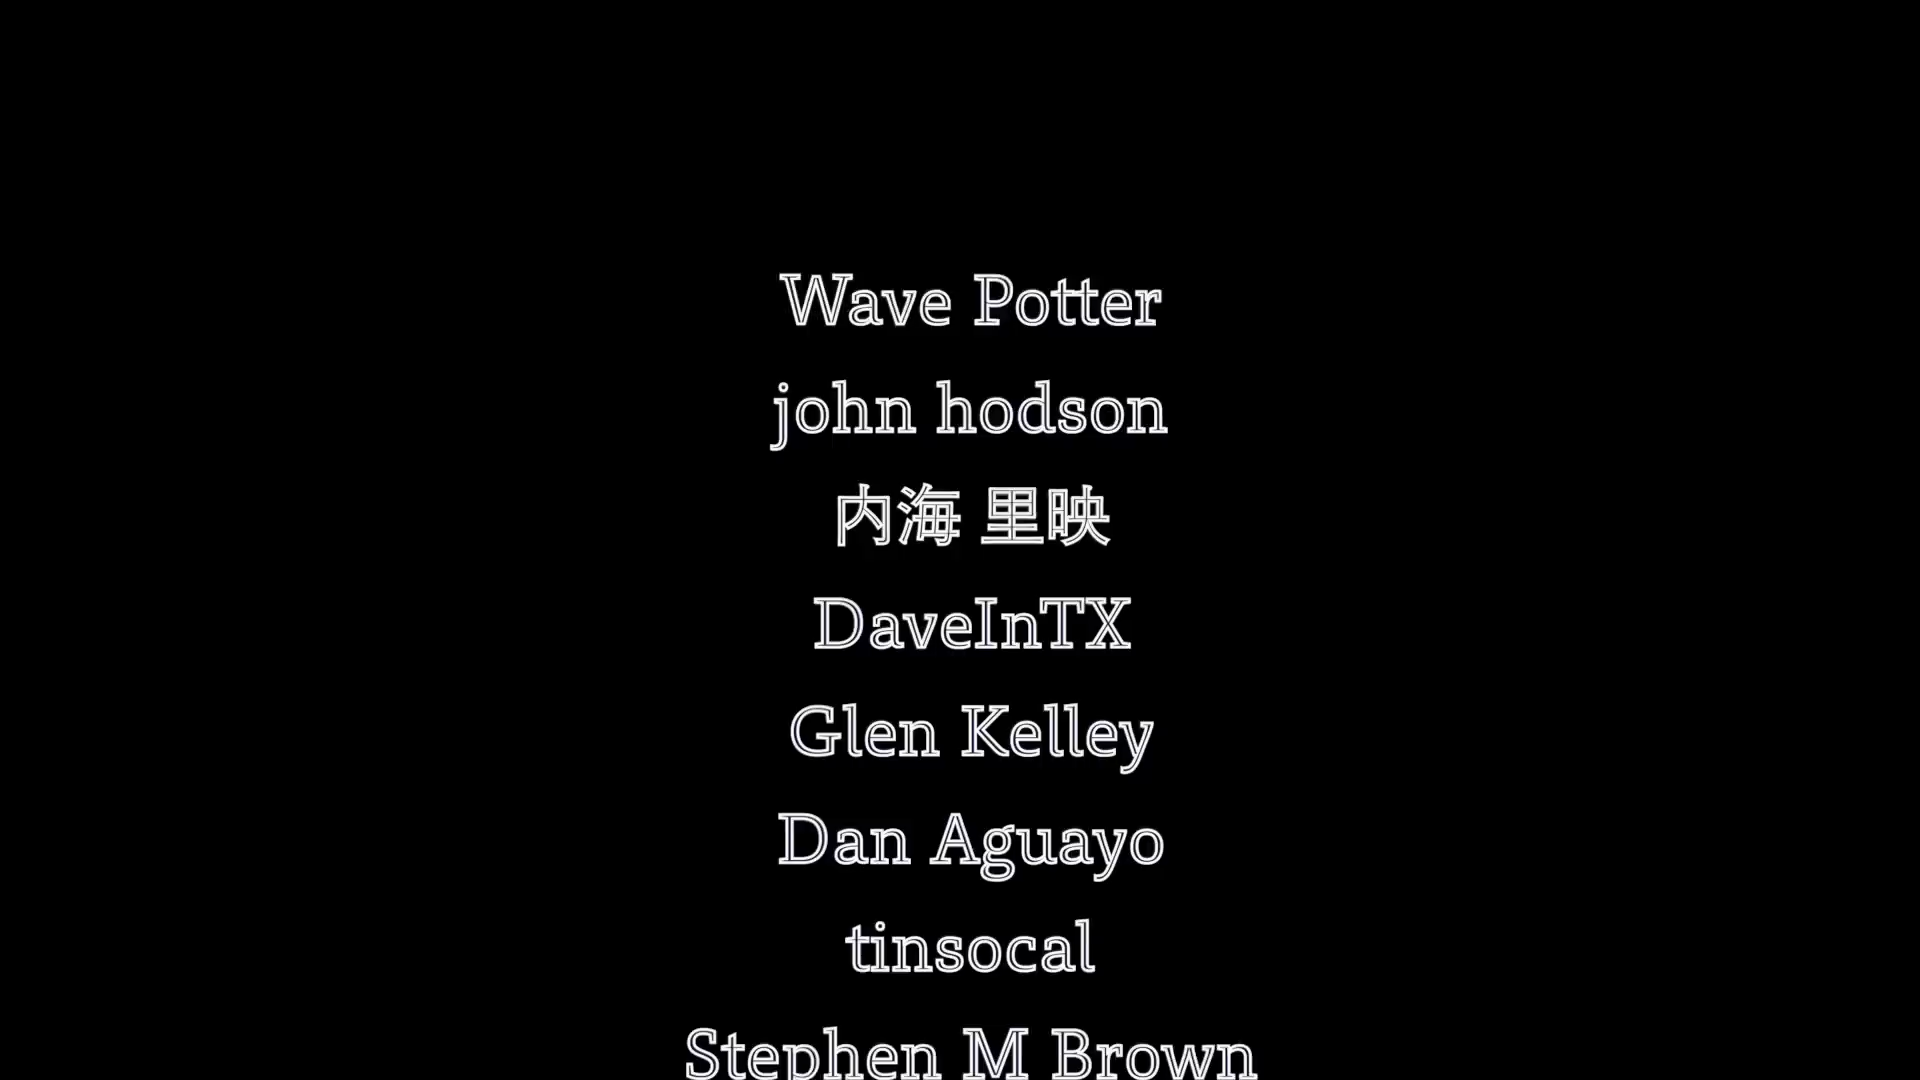 Wave Potter
john hodson
内海 里映
DaveInTX
Glen Kelley
Dan Aguayo
tinsocal
Stephen M Brown